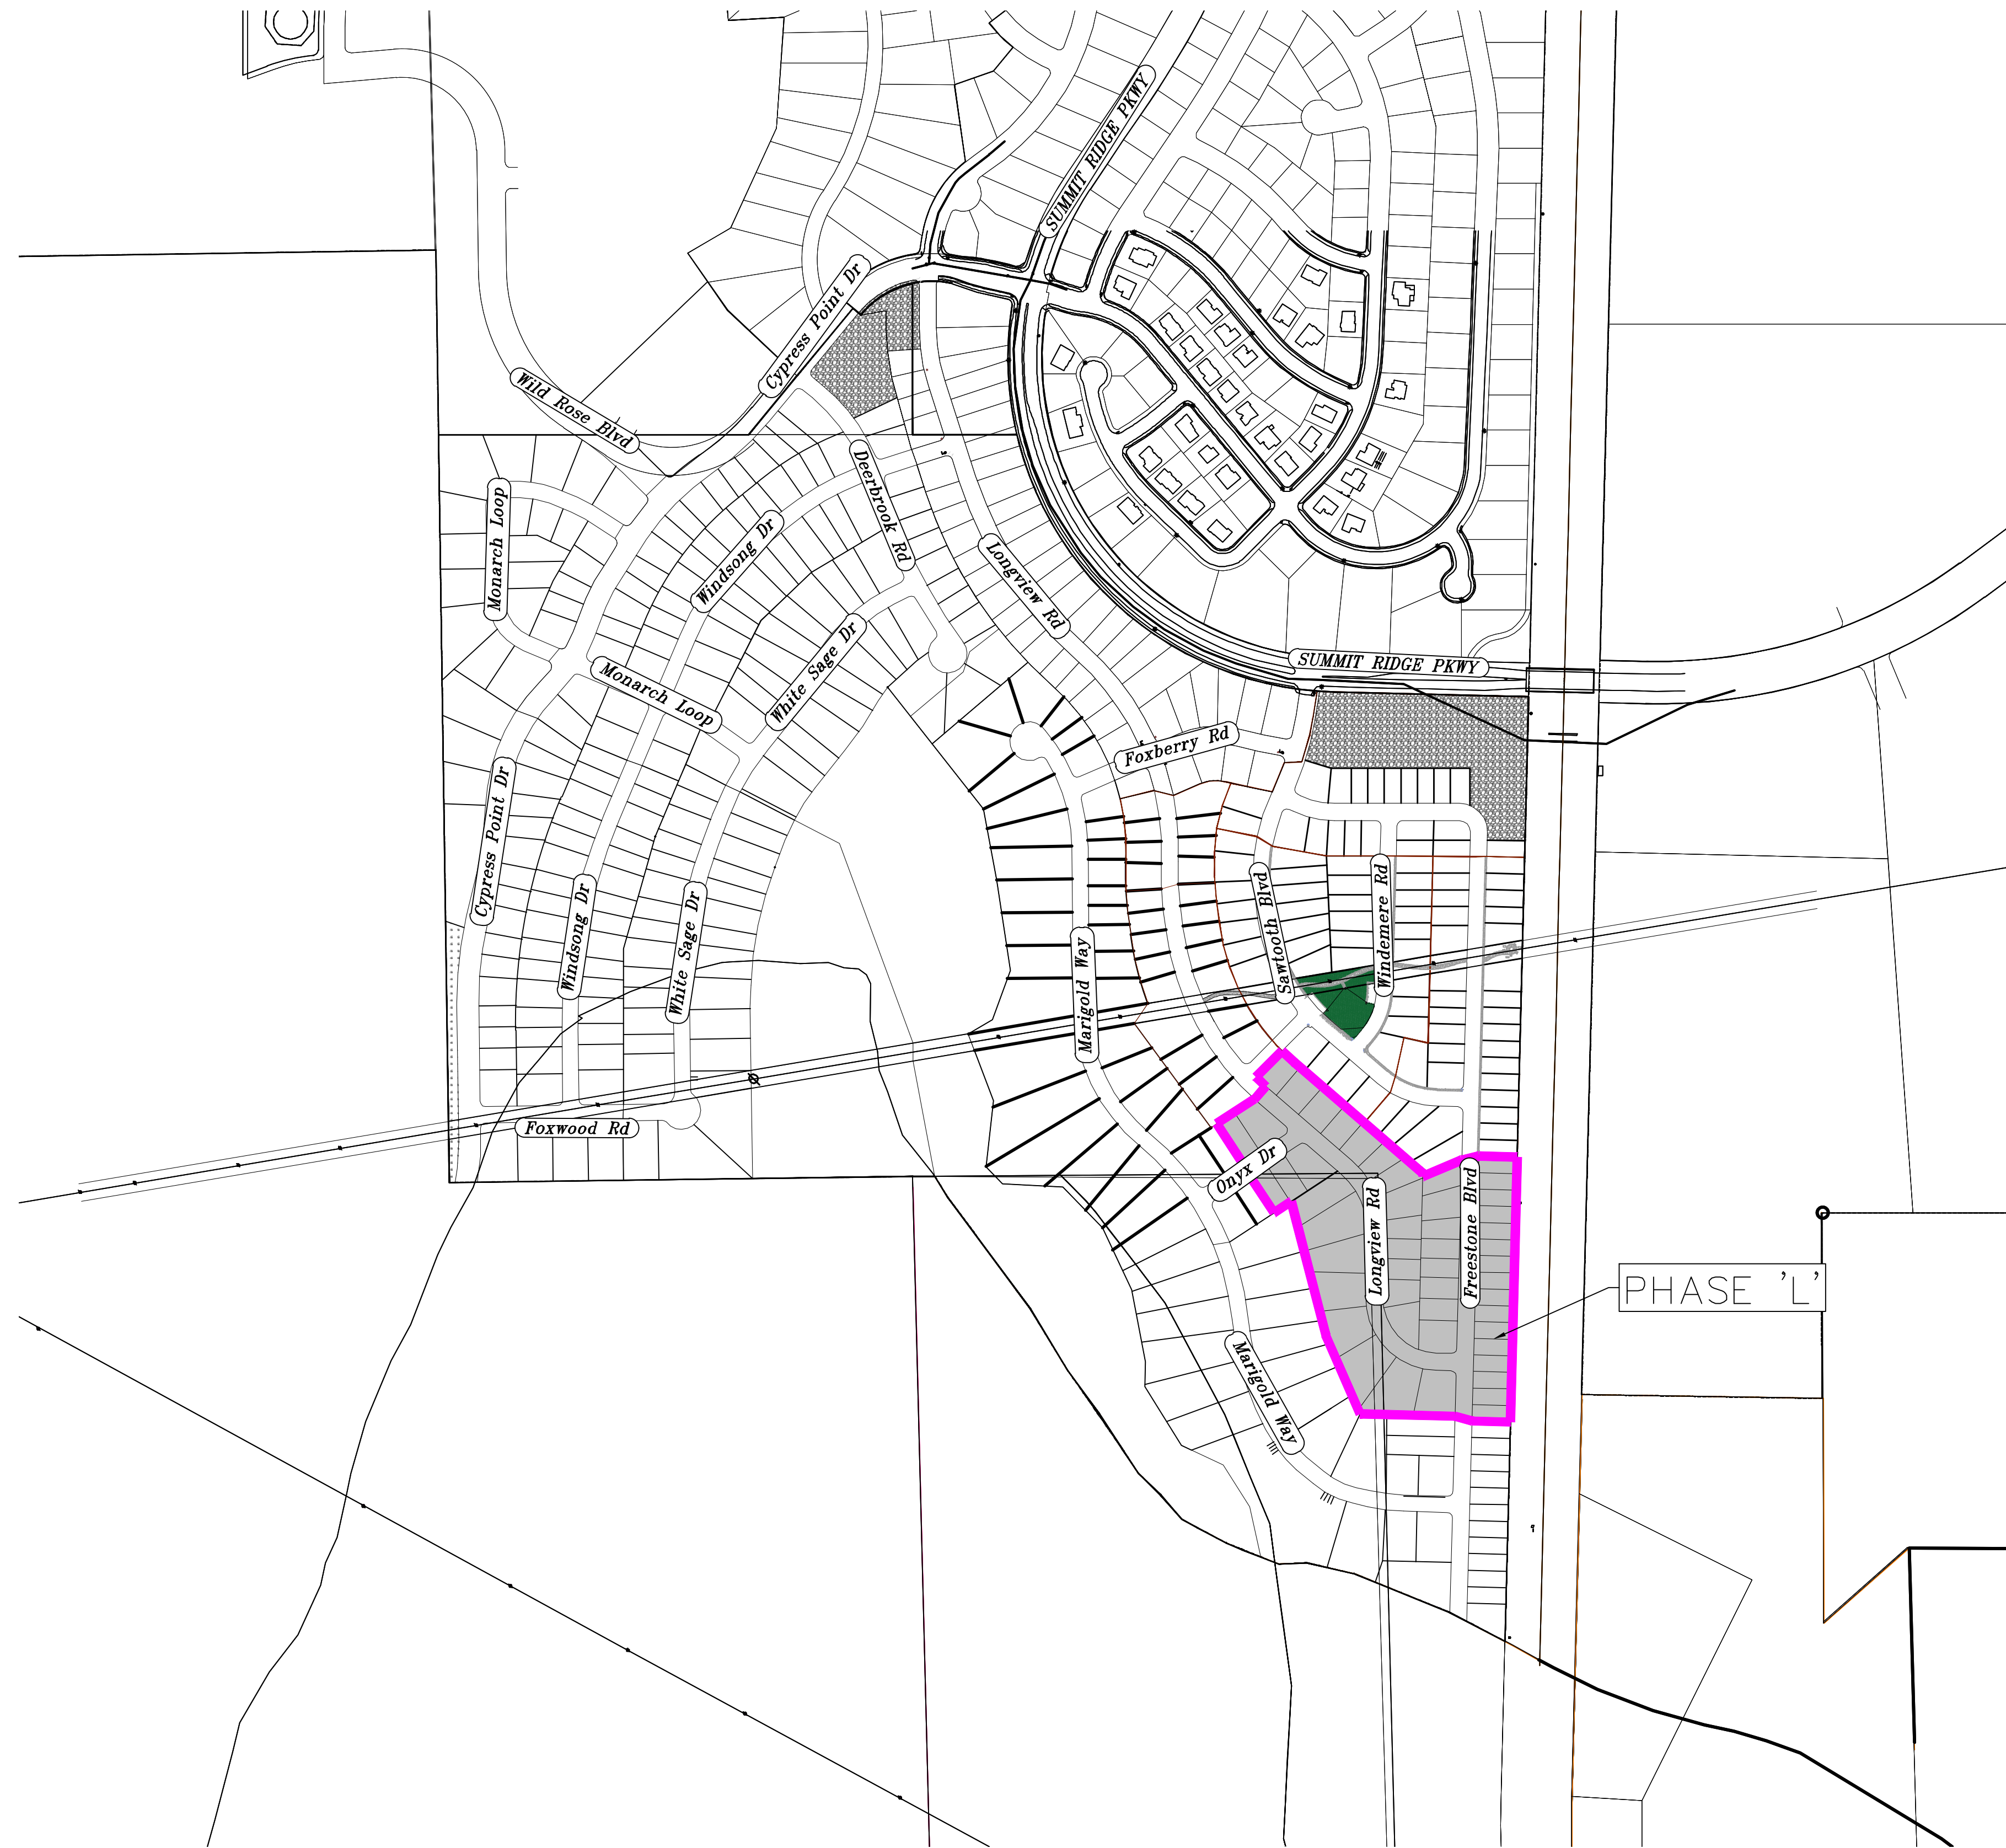 SUMMIT RIDGE PKWY
Cypress Point Dr
Wild Rose Blvd
Deerbrook Rd
Monarch Loop
Windsong Dr
Longview Rd
White Sage Dr
SUMMIT RIDGE PKWY
Monarch Loop
Foxberry Rd
Cypress Point Dr
Windsong Dr
White Sage Dr
Sawtooth Blvd
Windemere Rd
Marigold Way
Foxwood Rd
Onyx Dr
Longview Rd
Freestone Blvd
PHASE 'L'
Marigold Way